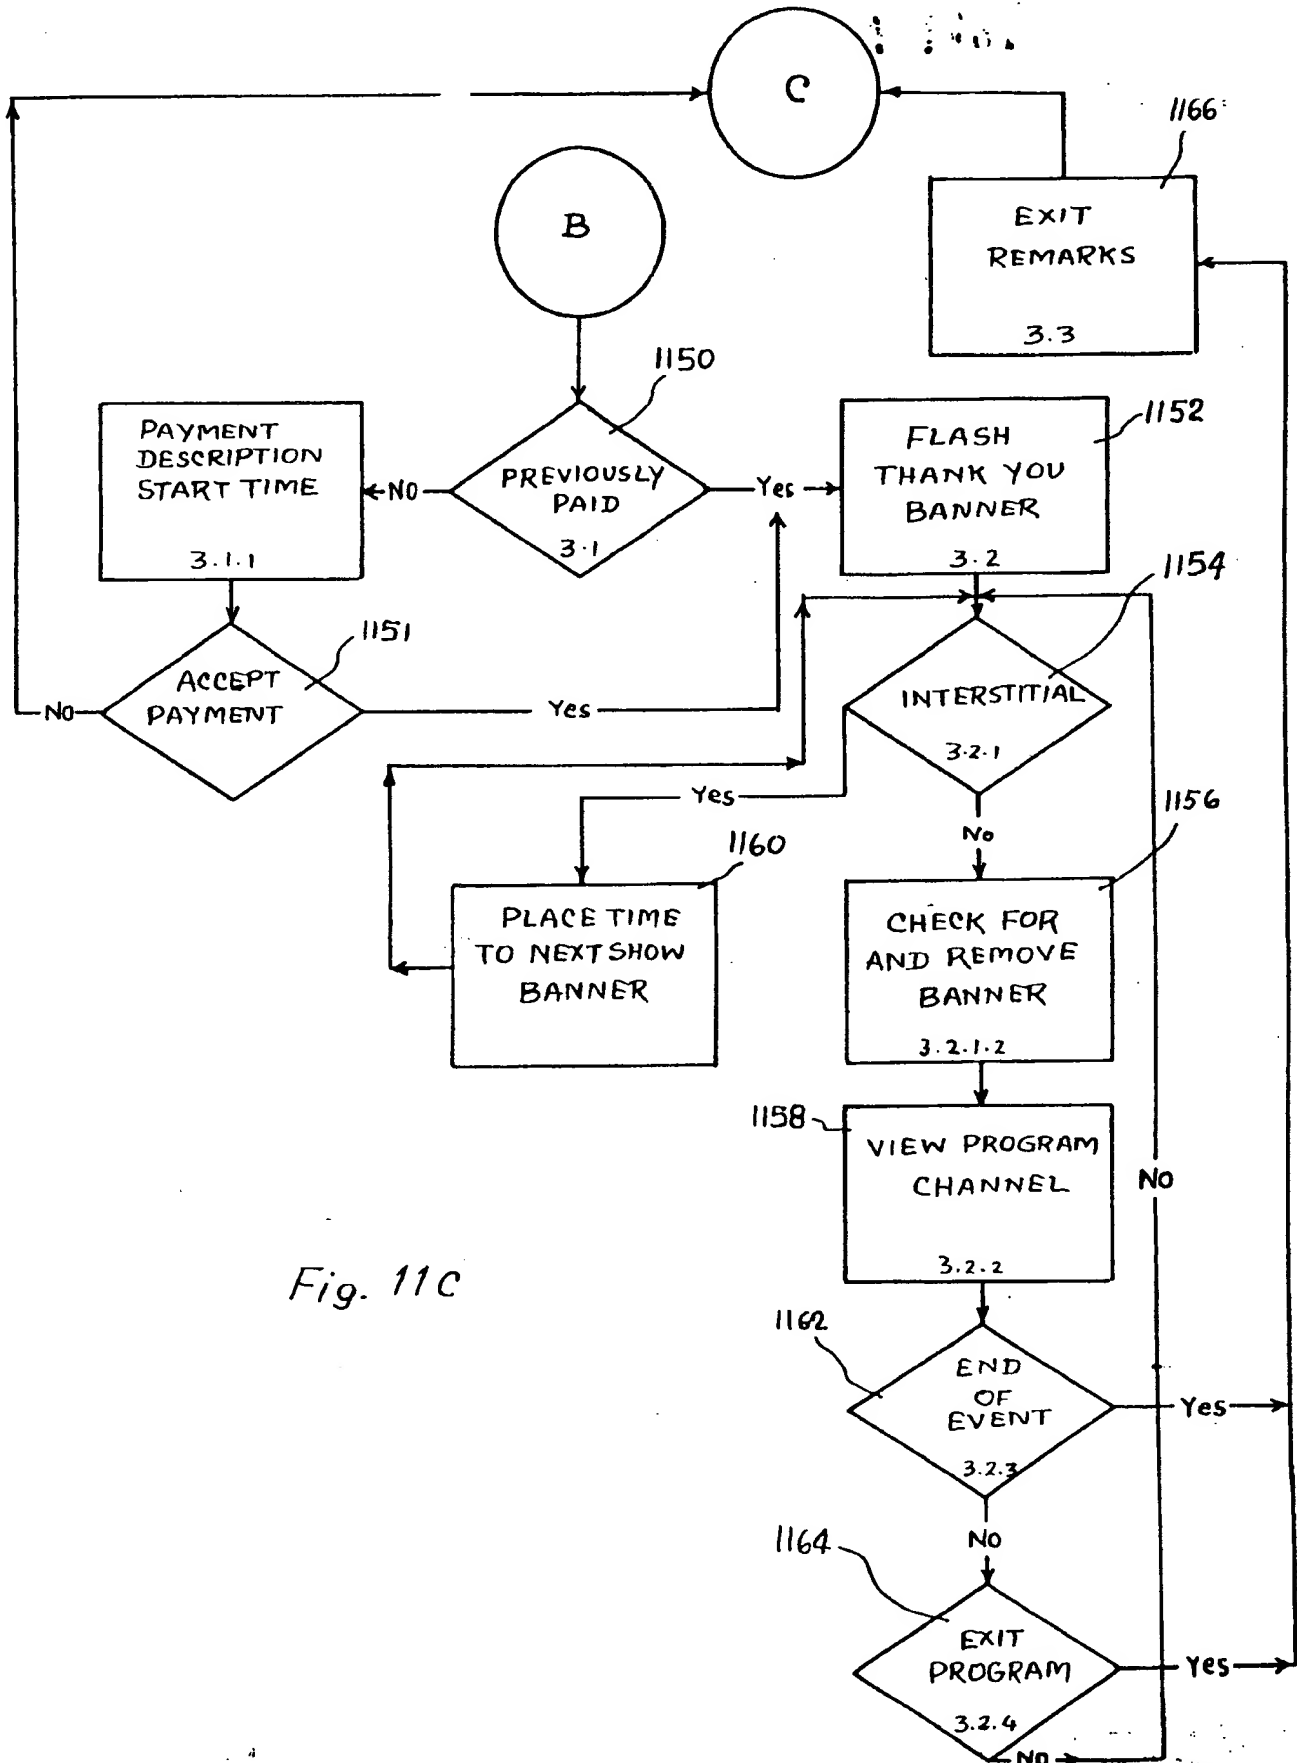 C
1166
EXIT
REMARKS
3.3
B
1150
PREVIOUSLY
PAID
3.1
No
Yes
PAYMENT
DESCRIPTION
START TIME
3.1.1
1152
FLASH
THANK YOU
BANNER
3.2
1151
ACCEPT
PAYMENT
No
Yes
1154
INTERSTITIAL
3.2.1
Yes
No
1160
PLACE TIME
TO NEXT SHOW
BANNER
1156
CHECK FOR
AND REMOVE
BANNER
3.2.1.2
1158
VIEW PROGRAM
CHANNEL
3.2.2
No
Fig. 11C
1162
END
OF
EVENT
3.2.3
Yes
No
1164
EXIT
PROGRAM
3.2.4
Yes
No